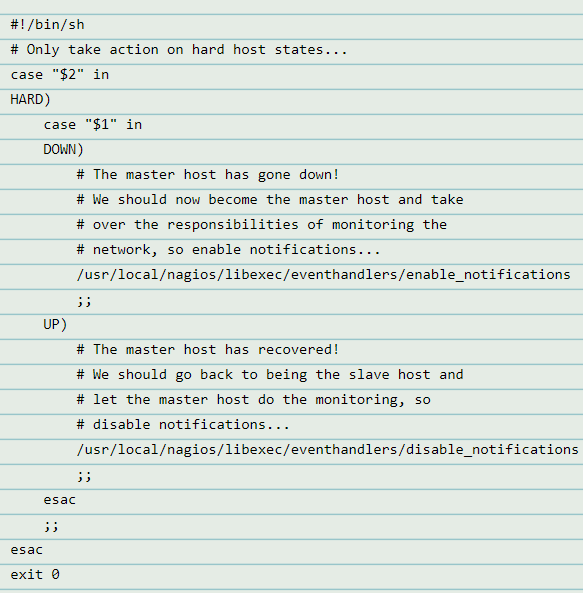 #!/bin/sh
# Only take action on hard host states...
case "$2" in
HARD)
    case "$1" in
    DOWN)
        # The master host has gone down!
        # We should now become the master host and take
        # over the responsibilities of monitoring the
        # network, so enable notifications...
        /usr/local/nagios/libexec/eventhandlers/enable_notifications
        ;;
    UP)
        # The master host has recovered!
        # We should go back to being the slave host and
        # let the master host do the monitoring, so
        # disable notifications...
        /usr/local/nagios/libexec/eventhandlers/disable_notifications
        ;;
    esac
    ;;
esac
exit 0